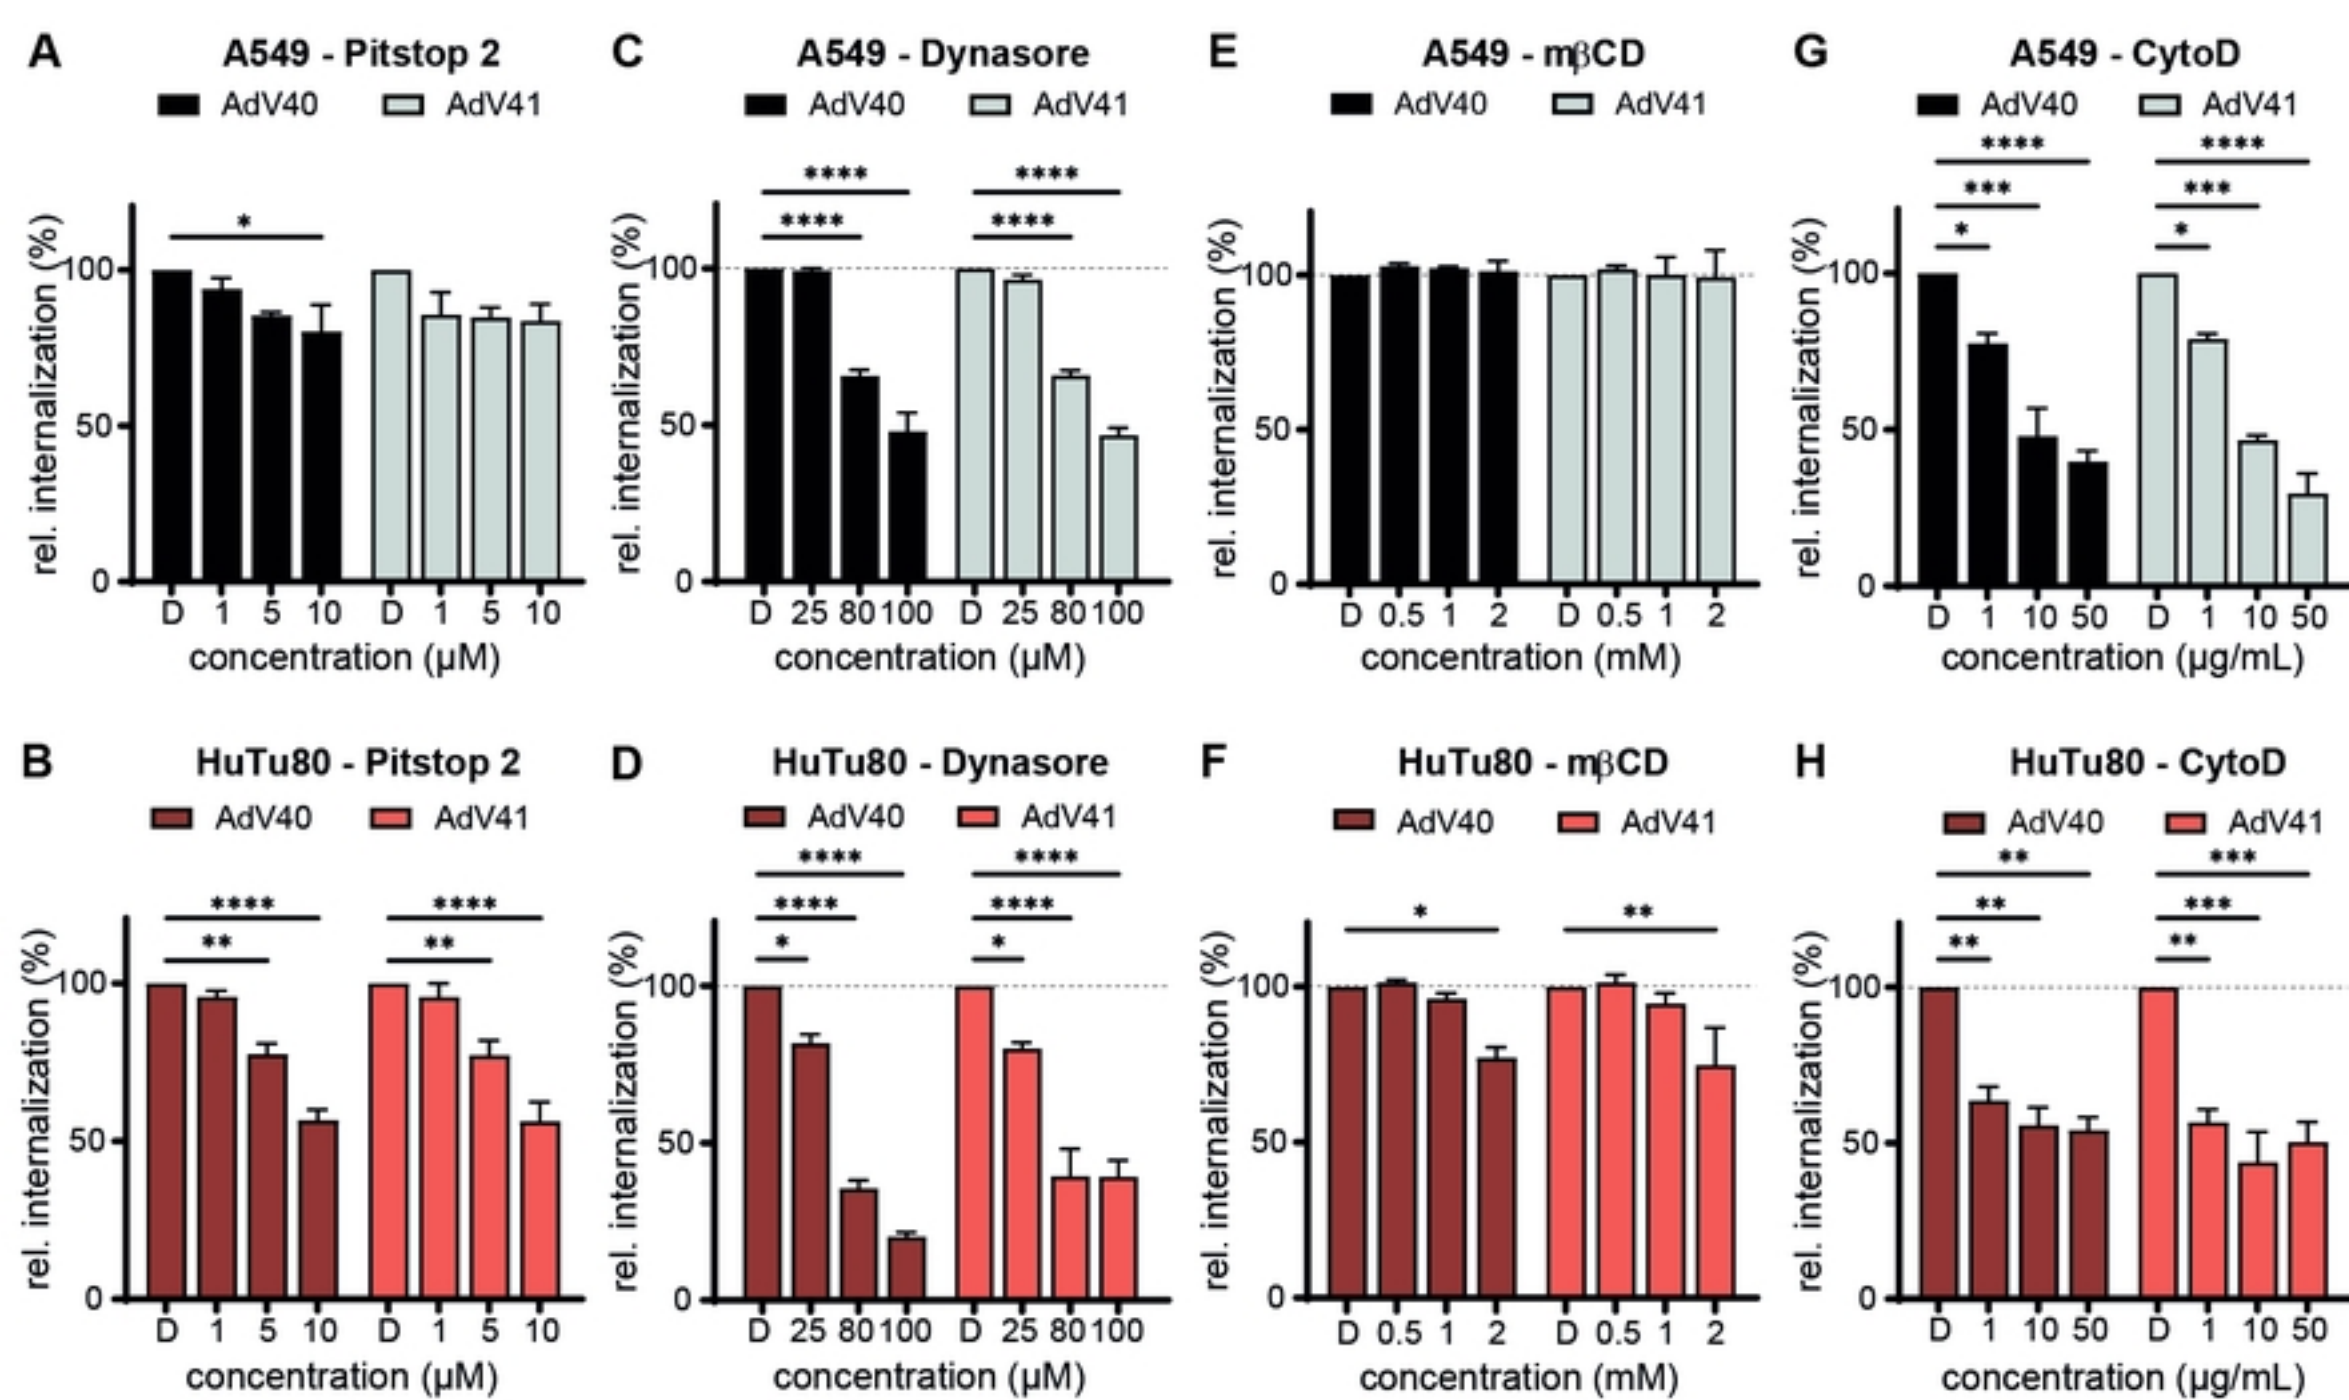 A
A549 - Pitstop 2
AdV40 AdV41
*
rel. internalization (%)
100
50
0
D 1 5 10 D 1 5 10
concentration (µM)
C
A549 - Dynasore
AdV40 AdV41
**** ****
**** ****
rel. internalization (%)
100
50
0
D 25 80 100 D 25 80 100
concentration (µM)
E
A549 - mβCD
AdV40 AdV41
rel. internalization (%)
100
50
0
D 0.5 1 2 D 0.5 1 2
concentration (mM)
G
A549 - CytoD
AdV40 AdV41
**** ****
*** ***
* *
rel. internalization (%)
100
50
0
D 1 10 50 D 1 10 50
concentration (µg/mL)
B
HuTu80 - Pitstop 2
AdV40 AdV41
**** ****
** **
rel. internalization (%)
100
50
0
D 1 5 10 D 1 5 10
concentration (µM)
D
HuTu80 - Dynasore
AdV40 AdV41
**** ****
**** ****
* *
rel. internalization (%)
100
50
0
D 25 80 100 D 25 80 100
concentration (µM)
F
HuTu80 - mβCD
AdV40 AdV41
* **
rel. internalization (%)
100
50
0
D 0.5 1 2 D 0.5 1 2
concentration (mM)
H
HuTu80 - CytoD
AdV40 AdV41
** ***
** ***
** **
rel. internalization (%)
100
50
0
D 1 10 50 D 1 10 50
concentration (µg/mL)